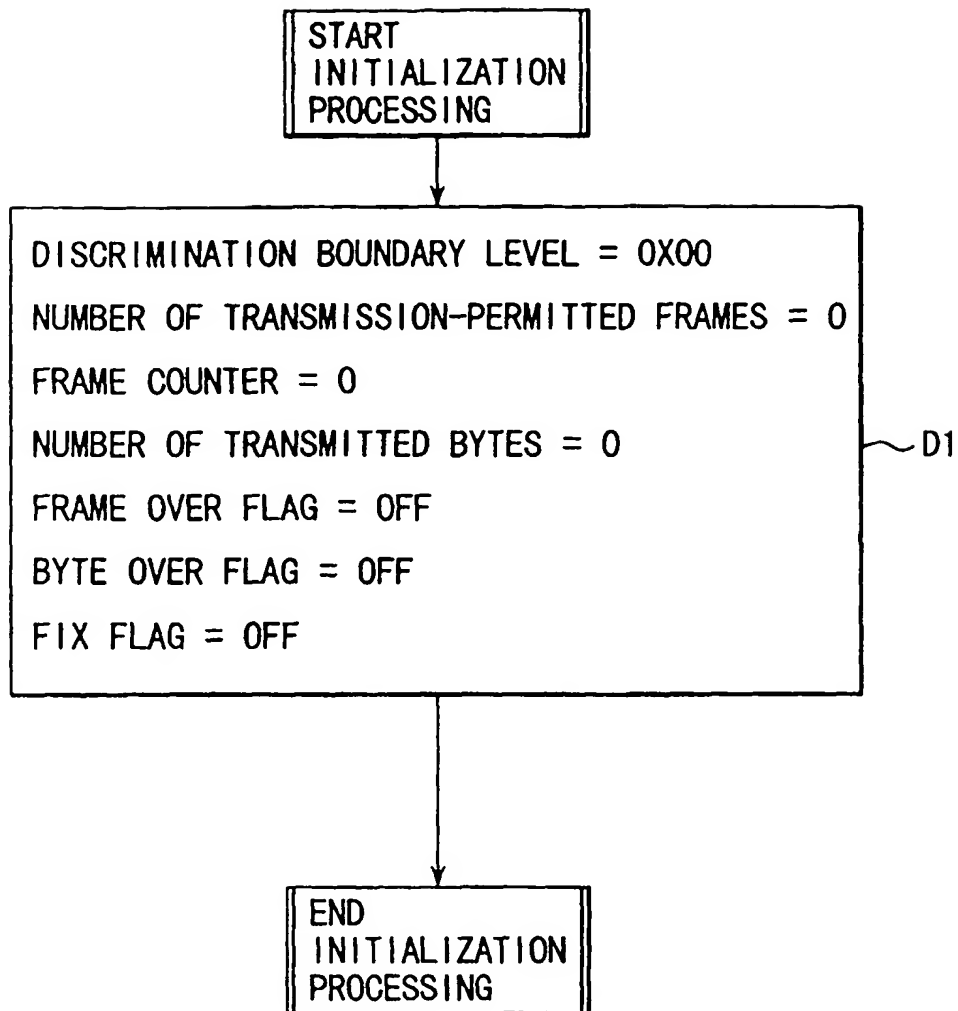 START
INITIALIZATION
PROCESSING
DISCRIMINATION BOUNDARY LEVEL = 0X00
NUMBER OF TRANSMISSION-PERMITTED FRAMES = 0
FRAME COUNTER = 0
NUMBER OF TRANSMITTED BYTES = 0
FRAME OVER FLAG = OFF
BYTE OVER FLAG = OFF
FIX FLAG = OFF
D1
END
INITIALIZATION
PROCESSING